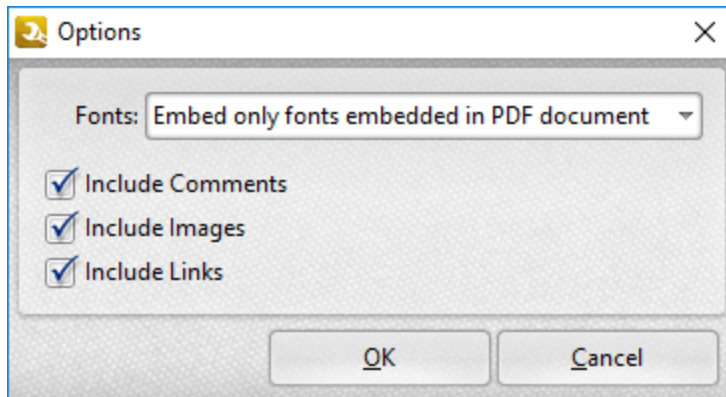 Options
Fonts: Embed only fonts embedded in PDF document
Include Comments
Include Images
Include Links
OK Cancel